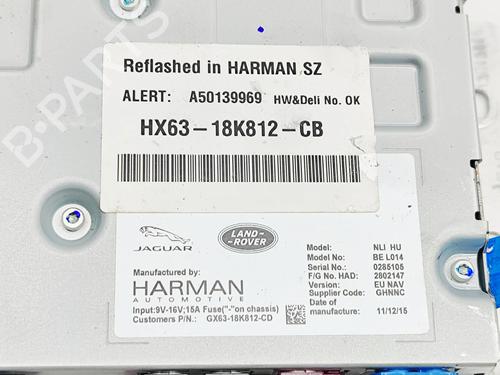 Reflashed in HARMAN SZ
ALERT: A50139969 HW&Deli No. OK
HX63-18K812-CB
JAGUAR
LAND-
ROVER
Manufactured by:
HARMAN
AUTOMOTIVE
Input:9V-16V;15A Fuse("-"on chassis)
Customers P/N.: GX63-18K812-CD
Model: NLI HU
Model No: BE L014
Serial No.: 0285105
F/G No. HAD: 2802147
Version: EU NAV
Supplier Code: GHNNC
Date of
manufacture: 11/12/15
B-PARTS